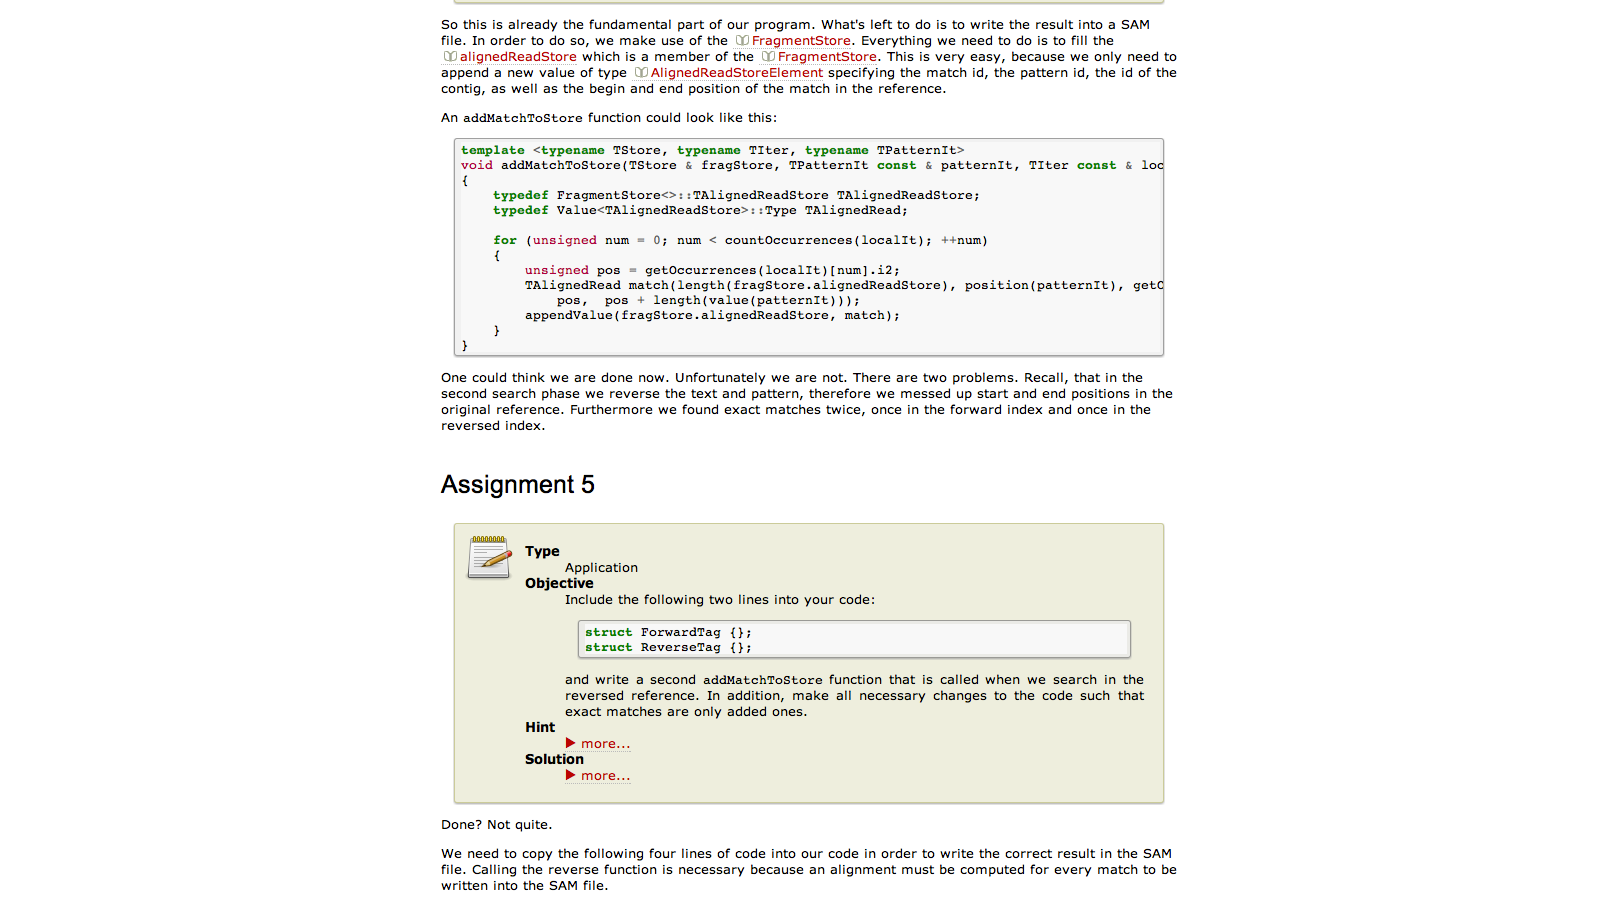 So this is already the fundamental part of our program. What's left to do is to write the result into a SAM
file. In order to do so, we make use of the FragmentStore. Everything we need to do is to fill the
alignedReadStore which is a member of the FragmentStore. This is very easy, because we only need to
append a new value of type AlignedReadStoreElement specifying the match id, the pattern id, the id of the
contig, as well as the begin and end position of the match in the reference.
An addMatchToStore function could look like this:
template <typename TStore, typename TIter, typename TPatternIt>
void addMatchToStore(TStore & fragStore, TPatternIt const & patternIt, TIter const & loc
{
    typedef FragmentStore<>::TAlignedReadStore TAlignedReadStore;
    typedef Value<TAlignedReadStore>::Type TAlignedRead;
    for (unsigned num = 0; num < countOccurrences(localIt); ++num)
    {
        unsigned pos = getOccurrences(localIt)[num].i2;
        TAlignedRead match(length(fragStore.alignedReadStore), position(patternIt), getO
            pos,  pos + length(value(patternIt)));
        appendValue(fragStore.alignedReadStore, match);
    }
}
One could think we are done now. Unfortunately we are not. There are two problems. Recall, that in the
second search phase we reverse the text and pattern, therefore we messed up start and end positions in the
original reference. Furthermore we found exact matches twice, once in the forward index and once in the
reversed index.
Assignment 5
Type
Application
Objective
Include the following two lines into your code:
struct ForwardTag {};
struct ReverseTag {};
and write a second addMatchToStore function that is called when we search in the
reversed reference. In addition, make all necessary changes to the code such that
exact matches are only added ones.
Hint
more...
Solution
more...
Done? Not quite.
We need to copy the following four lines of code into our code in order to write the correct result in the SAM
file. Calling the reverse function is necessary because an alignment must be computed for every match to be
written into the SAM file.